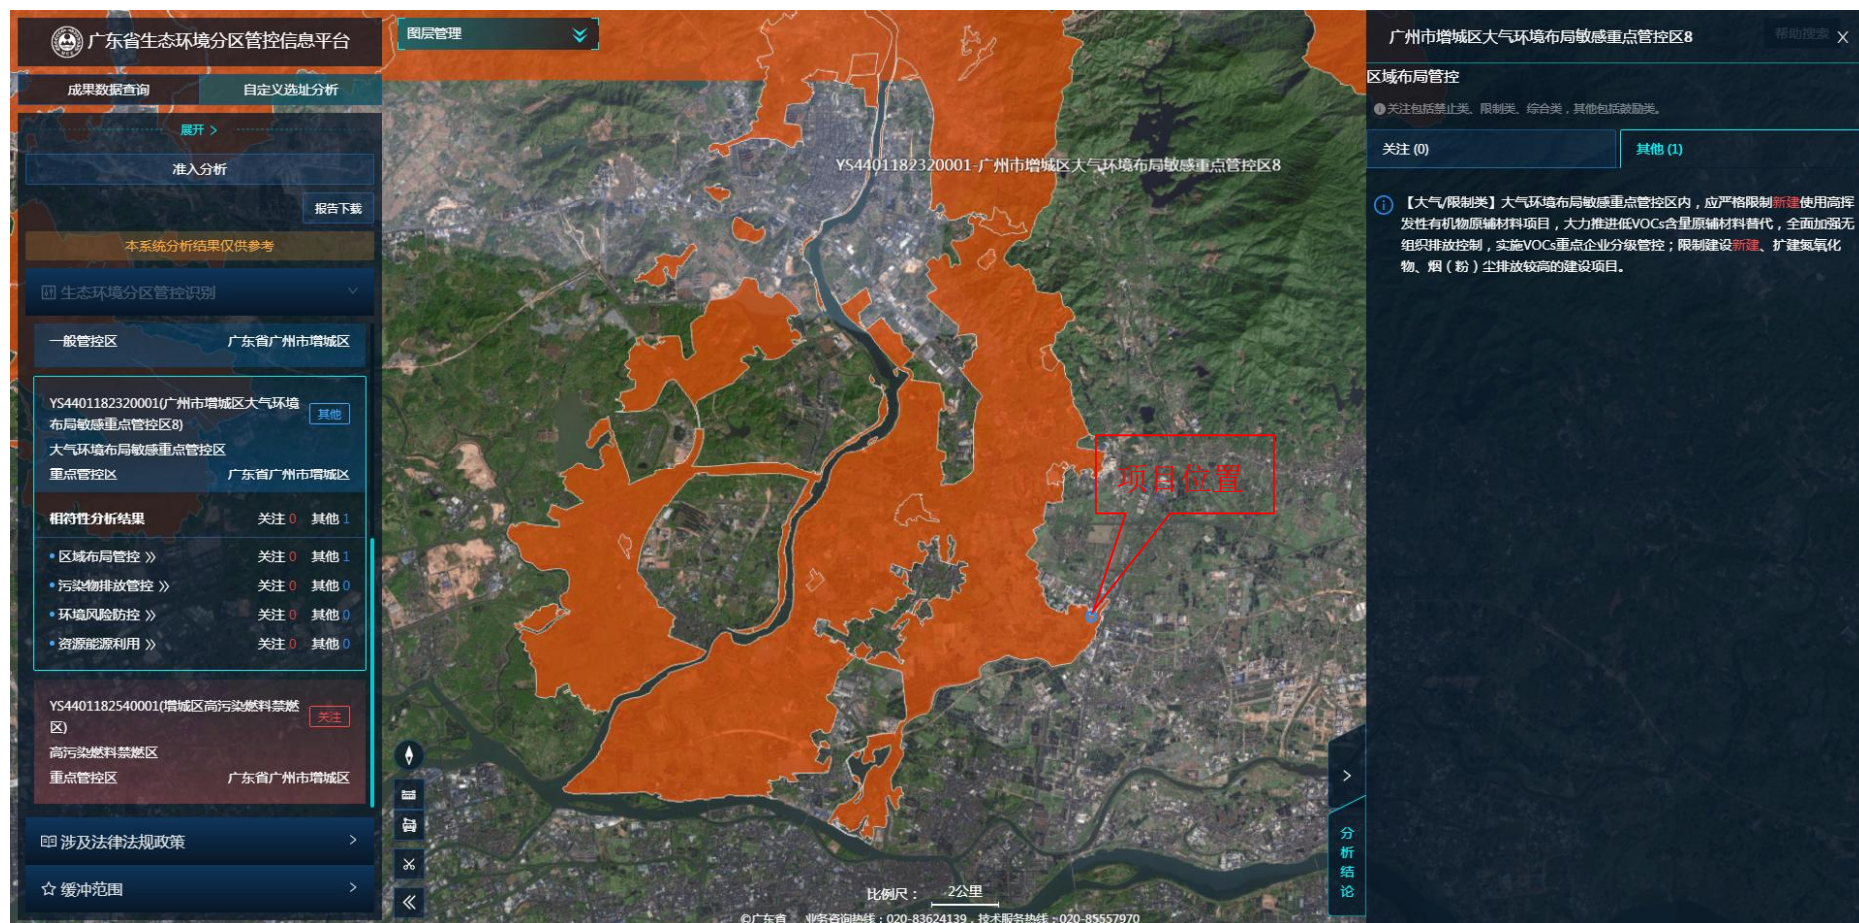 广东省生态环境分区管控信息平台
成果数据查询
自定义选址分析
展开 >
准入分析
报告下载
本系统分析结果仅供参考
生态环境分区管控识别
一般管控区 广东省广州市增城区
YS4401182320001(广州市增城区大气环境
布局敏感重点管控区8)
其他
大气环境布局敏感重点管控区
重点管控区 广东省广州市增城区
相符性分析结果 关注 0 其他 1
• 区域布局管控 » 关注 0 其他 1
• 污染物排放管控 » 关注 0 其他 0
• 环境风险防控 » 关注 0 其他 0
• 资源能源利用 » 关注 0 其他 0
YS4401182540001(增城区高污染燃料禁燃
区)
关注
高污染燃料禁燃区
重点管控区 广东省广州市增城区
涉及法律法规政策 >
缓冲范围 >
图层管理
YS4401182320001-广州市增城区大气环境布局敏感重点管控区8
项目位置
比例尺： 2公里
©广东省 业务咨询热线：020-83624139，技术服务热线：020-85557970
分析结论
广州市增城区大气环境布局敏感重点管控区8
帮助搜索 X
区域布局管控
关注包括禁止类、限制类、综合类，其他包括鼓励类。
关注 (0)
其他 (1)
【大气/限制类】大气环境布局敏感重点管控区内，应严格限制新建使用高挥
发性有机物原辅材料项目，大力推进低VOCs含量原辅材料替代，全面加强无
组织排放控制，实施VOCs重点企业分级管控；限制建设新建、扩建氮氧化
物、烟（粉）尘排放较高的建设项目。